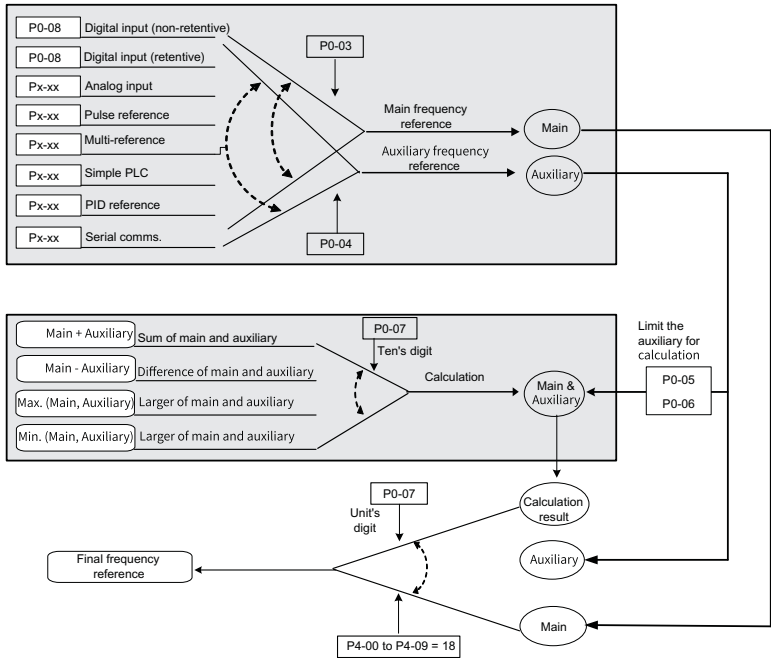 P0-08 Digital input (non-retentive)
P0-08 Digital input (retentive)
Px-xx Analog input
Px-xx Pulse reference
Px-xx Multi-reference
Px-xx Simple PLC
Px-xx PID reference
Px-xx Serial comms.
P0-03
P0-04
Main frequency
reference
Auxiliary frequency
reference
Main
Auxiliary
Main + Auxiliary Sum of main and auxiliary
Main - Auxiliary Difference of main and auxiliary
Max. (Main, Auxiliary) Larger of main and auxiliary
Min. (Main, Auxiliary) Larger of main and auxiliary
P0-07
Ten's digit
Calculation
Main &
Auxiliary
Limit the
auxiliary for
calculation
P0-05
P0-06
P0-07
Unit's
digit
Calculation
result
Auxiliary
Final frequency
reference
Main
P4-00 to P4-09 = 18